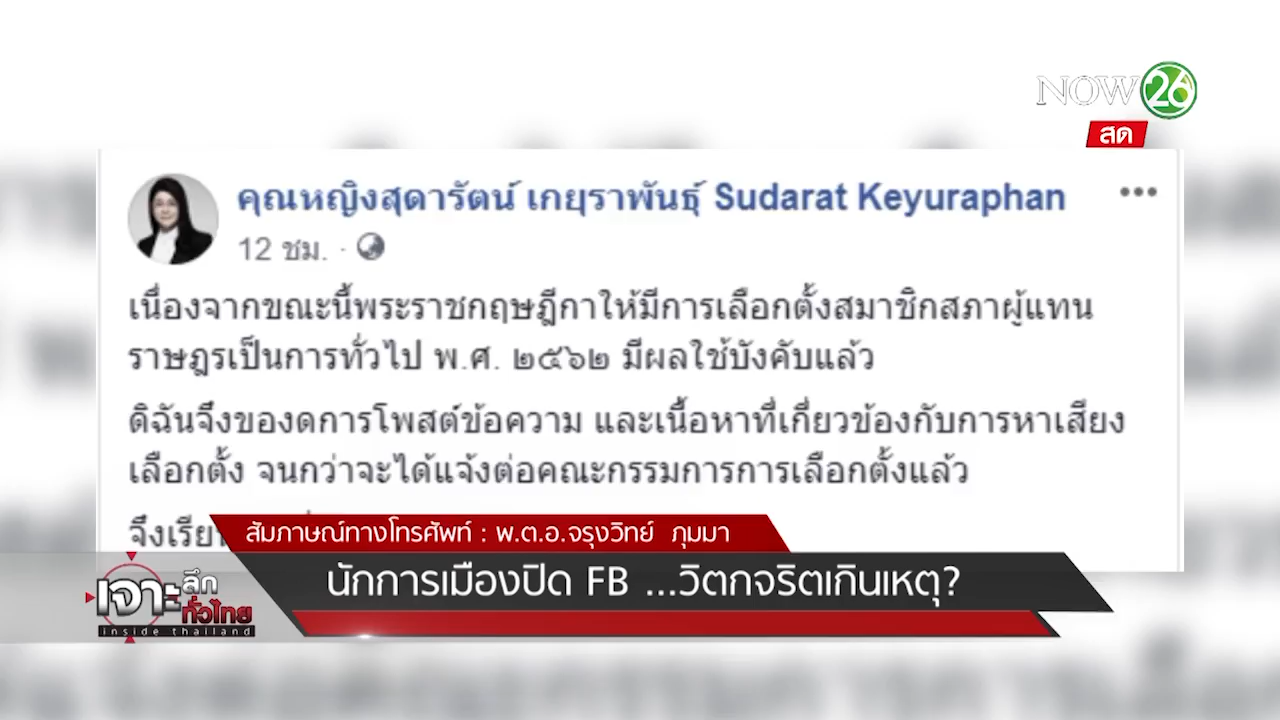 NOW 26
สด
คุณหญิงสุดารัตน์ เกยุราพันธุ์ Sudarat Keyuraphan
12 ชม. ·
เนื่องจากขณะนี้พระราชกฤษฎีกาให้มีการเลือกตั้งสมาชิกสภาผู้แทน
ราษฎรเป็นการทั่วไป พ.ศ. ๒๕๖๒ มีผลใช้บังคับแล้ว
ดิฉันจึงของดการโพสต์ข้อความ และเนื้อหาที่เกี่ยวข้องกับการหาเสียง
เลือกตั้ง จนกว่าจะได้แจ้งต่อคณะกรรมการการเลือกตั้งแล้ว
สัมภาษณ์ทางโทรศัพท์ : พ.ต.อ.จรุงวิทย์ ภุมมา
นักการเมืองปิด FB ...วิตกจริตเกินเหตุ?
เจาะลึกทั่วไทย
inside thailand